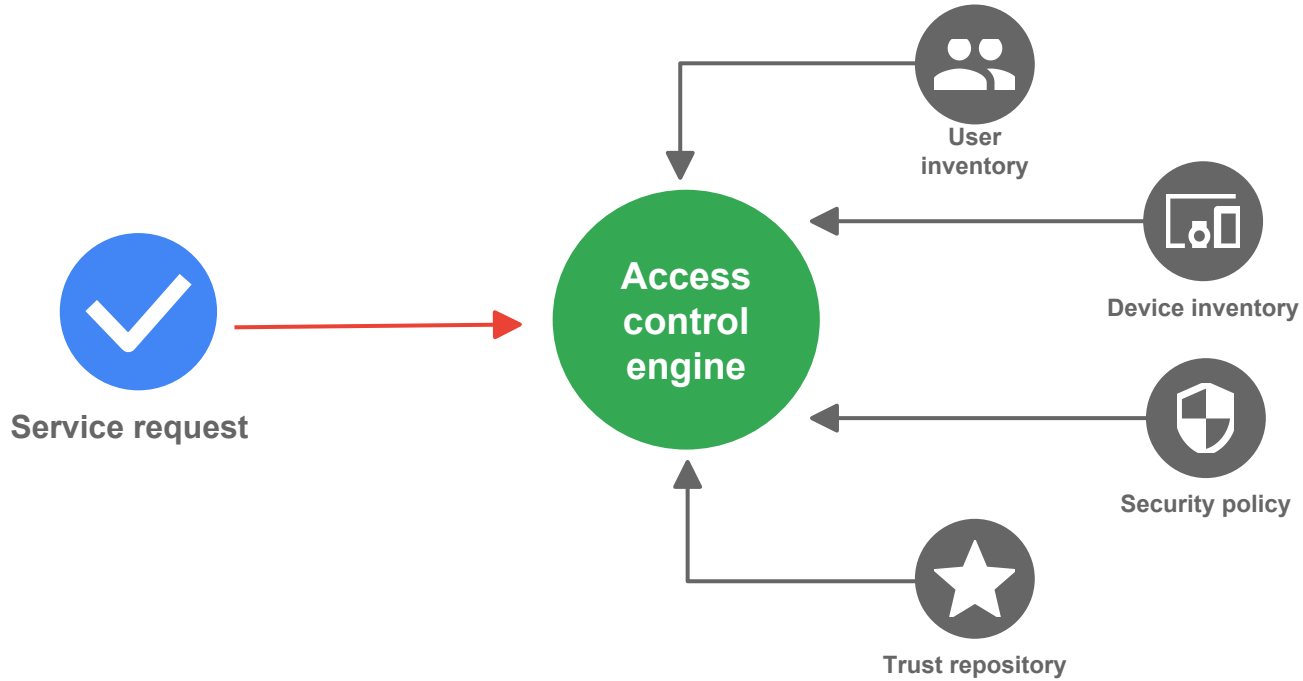 User
inventory
Device inventory
Access
control
engine
Service request
Security policy
Trust repository